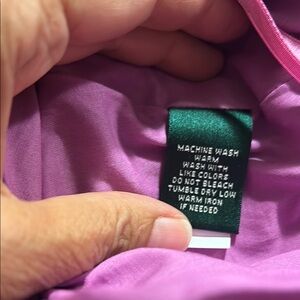 MACHINE WASH
WARM
WASH WITH
LIKE COLORS
DO NOT BLEACH
TUMBLE DRY LOW
WARM IRON
IF NEEDED